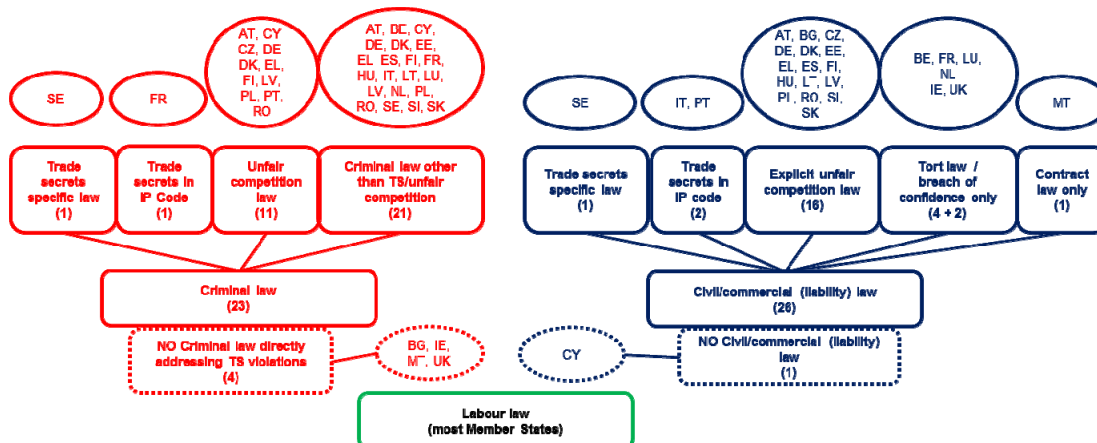 SE
FR
AT, CY
CZ, DE
DK, EL,
FI, LV,
PL, PT,
RO
AT, BE, CY,
DE, DK, EE,
EL ES, FI, FR,
HU, IT, LT, LU,
LV, NL, PL,
RO, SE, SI, SK
Trade
secrets
specific law
(1)
Trade
secrets in
IP Code
(1)
Unfair
competition
law
(11)
Criminal law other
than TS/unfair
competition
(21)
Criminal law
(23)
NO Criminal law directly
addressing TS violations
(4)
BG, IE,
MT, UK
SE
IT, PT
AT, BG, CZ,
DE, DK, EE,
EL, ES, FI,
HU, LT, LV,
PL, RO, SI,
SK
BE, FR, LU,
NL
IE, UK
MT
Trade secrets
specific law
(1)
Trade
secrets in
IP code
(2)
Explicit unfair
competition law
(16)
Tort law /
breach of
confidence only
(4 + 2)
Contract
law only
(1)
Civil/commercial (liability) law
(26)
CY
NO Civil/commercial (liability)
law
(1)
Labour law
(most Member States)